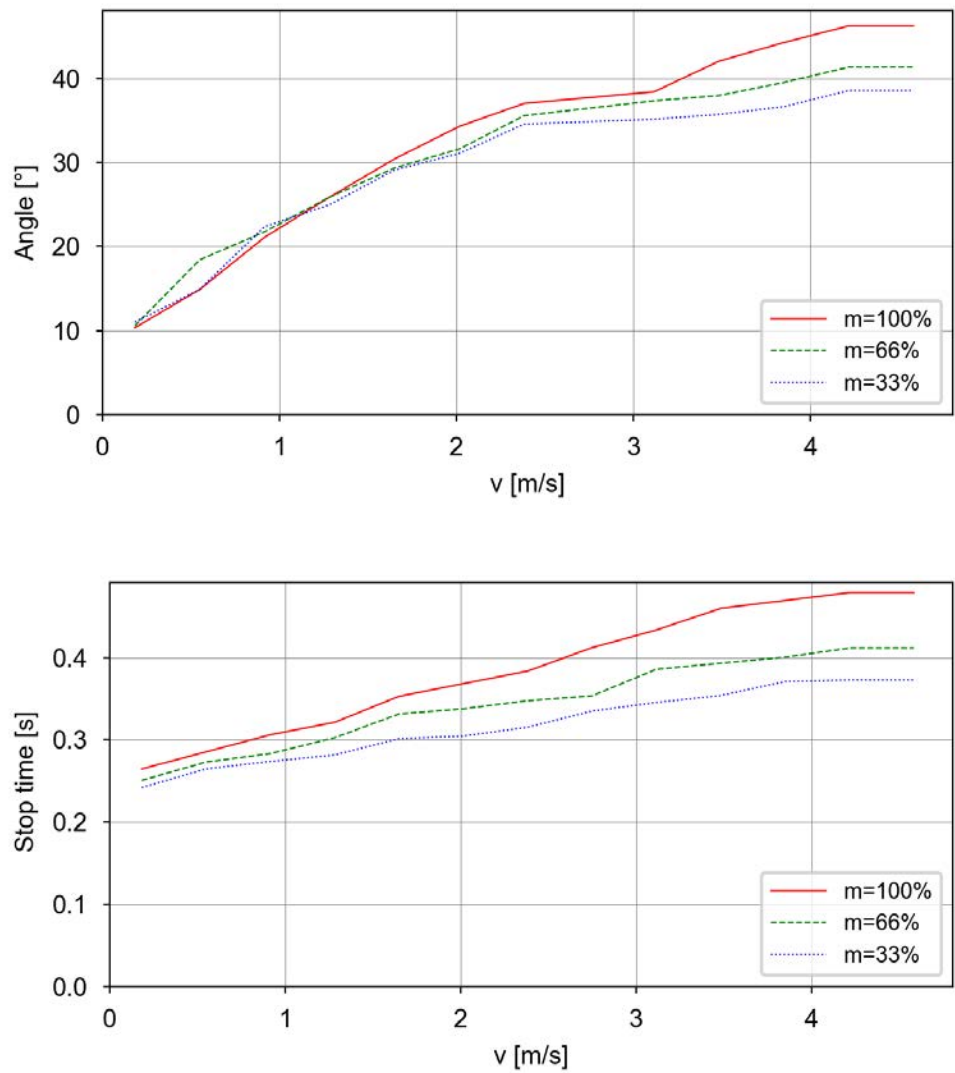 40
30
20
10
0
Angle [°]
m=100%
m=66%
m=33%
0 1 2 3 4
v [m/s]
0.4
0.3
0.2
0.1
0.0
Stop time [s]
m=100%
m=66%
m=33%
0 1 2 3 4
v [m/s]